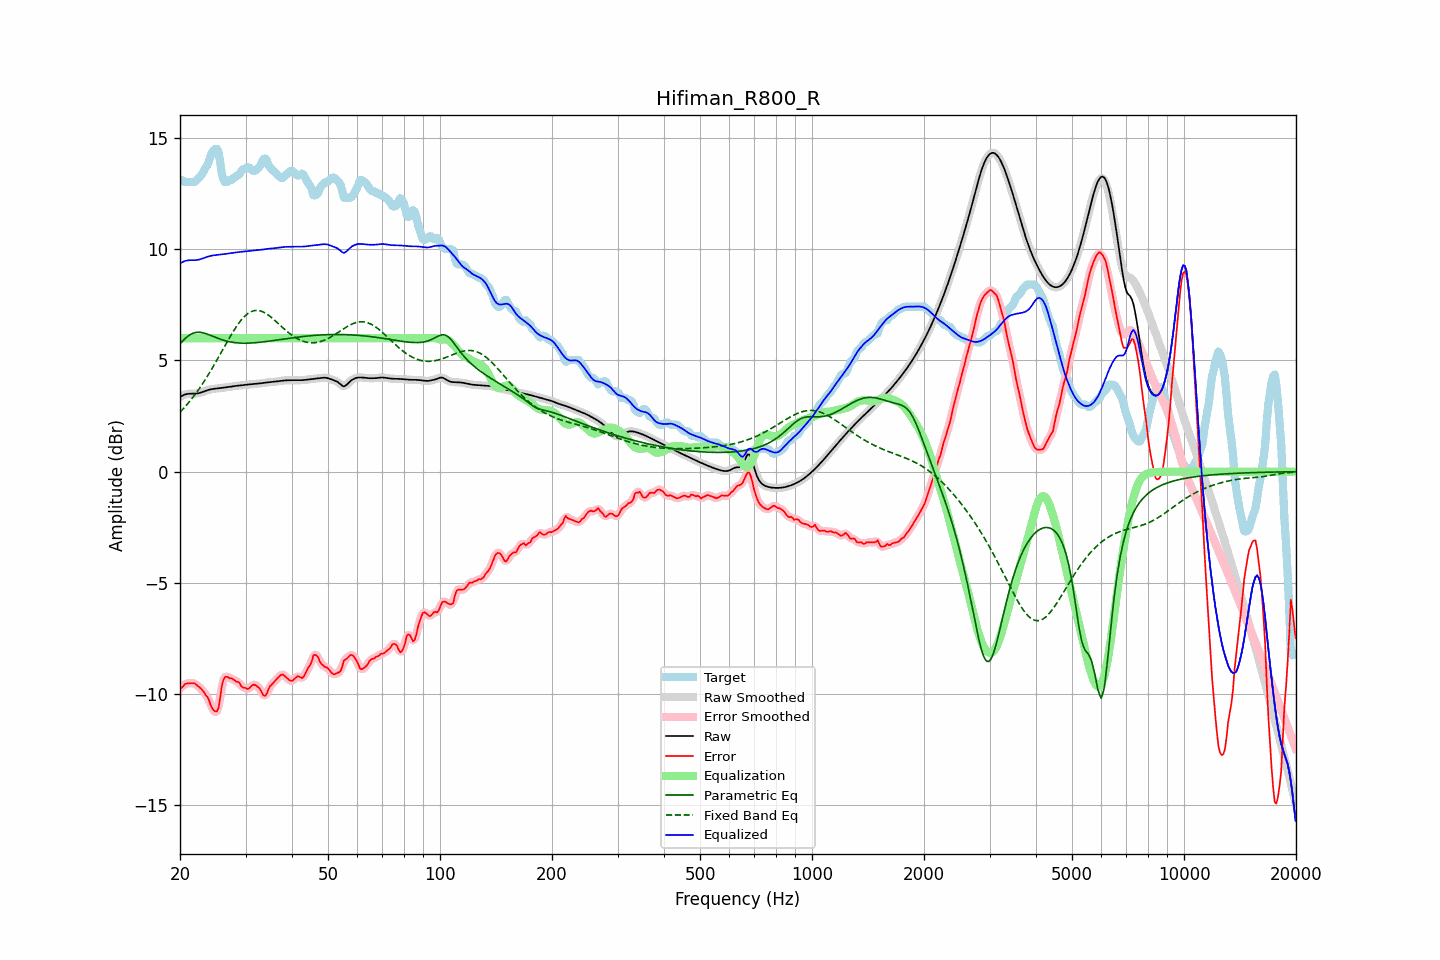 Hifiman_R800_R
15
10
5
0
−5
−10
−15
Amplitude (dBr)
Target
Raw Smoothed
Error Smoothed
Raw
Error
Equalization
Parametric Eq
Fixed Band Eq
Equalized
20
50
100
200
500
1000
2000
5000
10000
20000
Frequency (Hz)